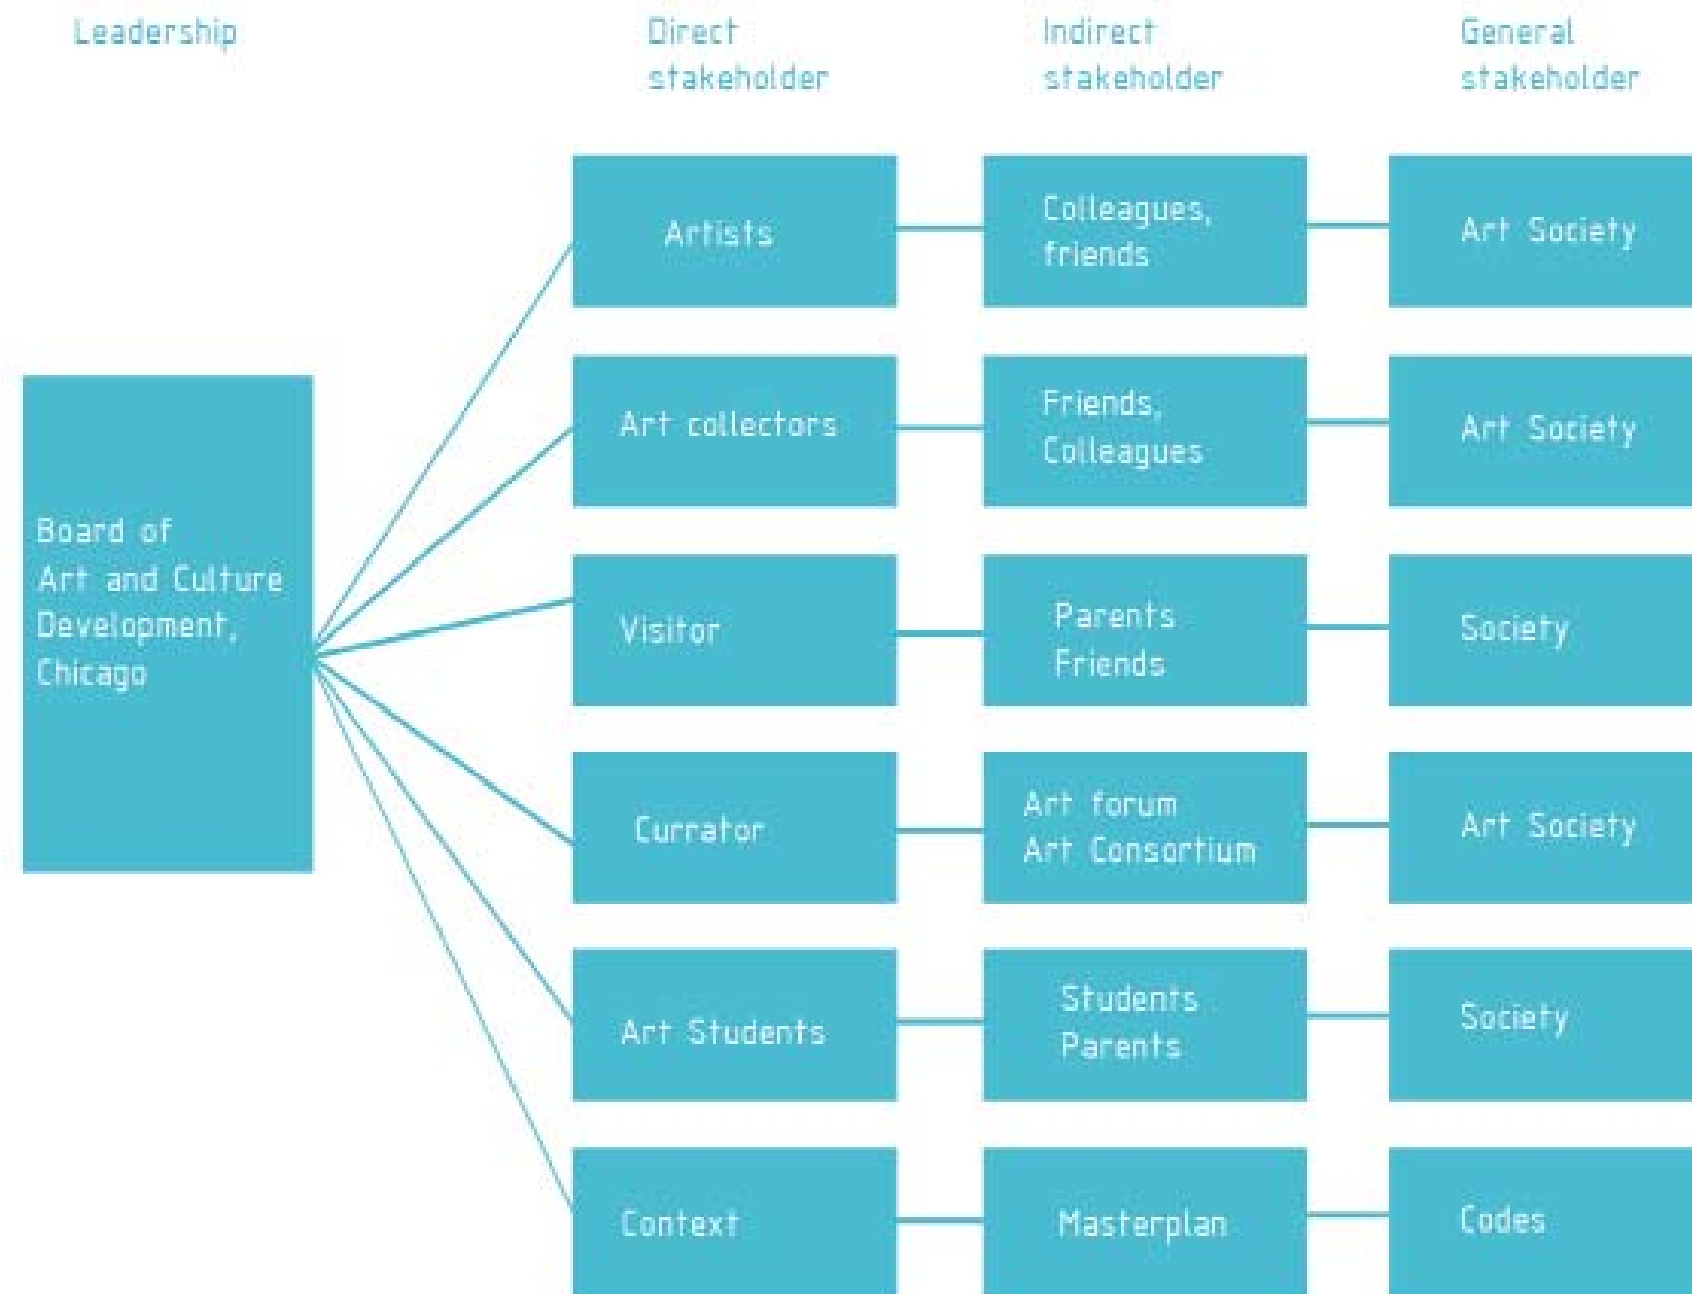 Leadership
Direct
stakeholder
Indirect
stakeholder
General
stakeholder
Board of
Art and Culture
Development,
Chicago
Artists
Colleagues,
friends
Art Society
Art collectors
Friends,
Colleagues
Art Society
Visitor
Parents
Friends
Society
Currator
Art forum
Art Consortium
Art Society
Art Students
Students
Parents
Society
Context
Masterplan
Codes